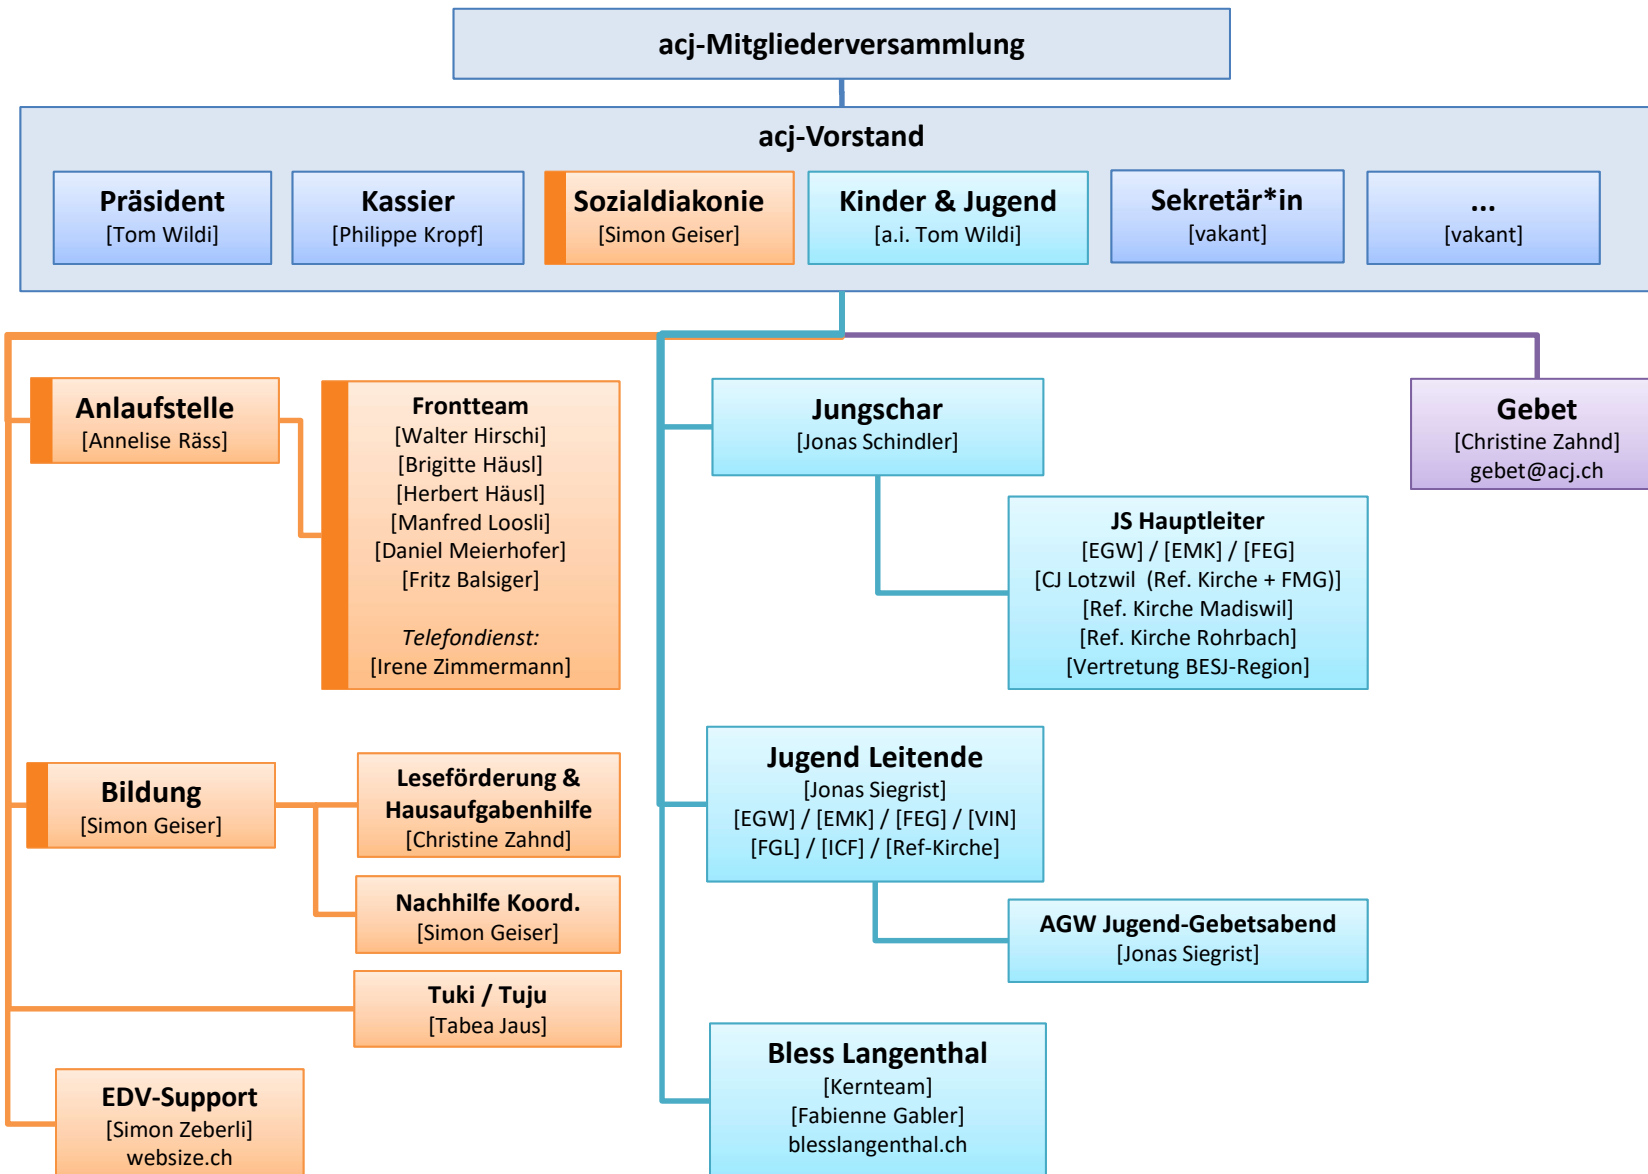 acj-Mitgliederversammlung
acj-Vorstand
Präsident
[Tom Wildi]
Kassier
[Philippe Kropf]
Sozialdiakonie
[Simon Geiser]
Kinder & Jugend
[a.i. Tom Wildi]
Sekretär*in
[vakant]
...
[vakant]
Anlaufstelle
[Annelise Räss]
Frontteam
[Walter Hirschi]
[Brigitte Häusl]
[Herbert Häusl]
[Manfred Loosli]
[Daniel Meierhofer]
[Fritz Balsiger]
Telefondienst:
[Irene Zimmermann]
Jungschar
[Jonas Schindler]
Gebet
[Christine Zahnd]
gebet@acj.ch
JS Hauptleiter
[EGW] / [EMK] / [FEG]
[CJ Lotzwil (Ref. Kirche + FMG)]
[Ref. Kirche Madiswil]
[Ref. Kirche Rohrbach]
[Vertretung BESJ-Region]
Bildung
[Simon Geiser]
Leseförderung &
Hausaufgabenhilfe
[Christine Zahnd]
Nachhilfe Koord.
[Simon Geiser]
Jugend Leitende
[Jonas Siegrist]
[EGW] / [EMK] / [FEG] / [VIN]
[FGL] / [ICF] / [Ref-Kirche]
AGW Jugend-Gebetsabend
[Jonas Siegrist]
Tuki / Tuju
[Tabea Jaus]
EDV-Support
[Simon Zeberli]
websize.ch
Bless Langenthal
[Kernteam]
[Fabienne Gabler]
blesslangenthal.ch